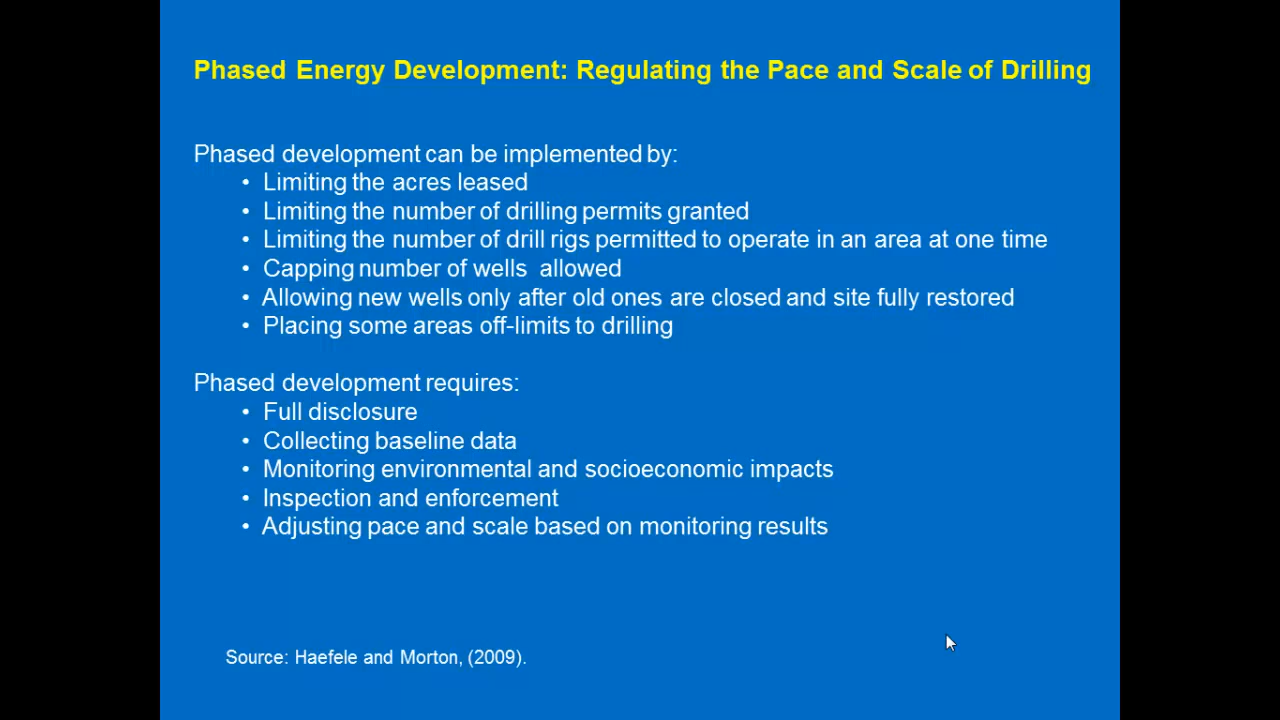 Phased Energy Development: Regulating the Pace and Scale of Drilling
Phased development can be implemented by:
• Limiting the acres leased
• Limiting the number of drilling permits granted
• Limiting the number of drill rigs permitted to operate in an area at one time
• Capping number of wells  allowed
• Allowing new wells only after old ones are closed and site fully restored
• Placing some areas off-limits to drilling
Phased development requires:
• Full disclosure
• Collecting baseline data
• Monitoring environmental and socioeconomic impacts
• Inspection and enforcement
• Adjusting pace and scale based on monitoring results
Source: Haefele and Morton, (2009).